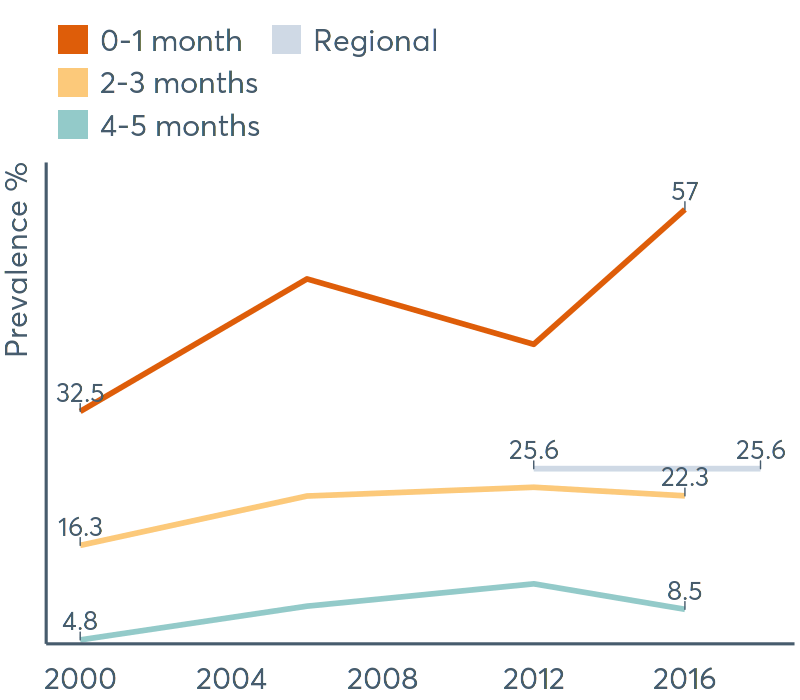 0-1 month
Regional
2-3 months
4-5 months
Prevalence %
57
32.5
25.6
25.6
22.3
16.3
8.5
4.8
2000
2004
2008
2012
2016